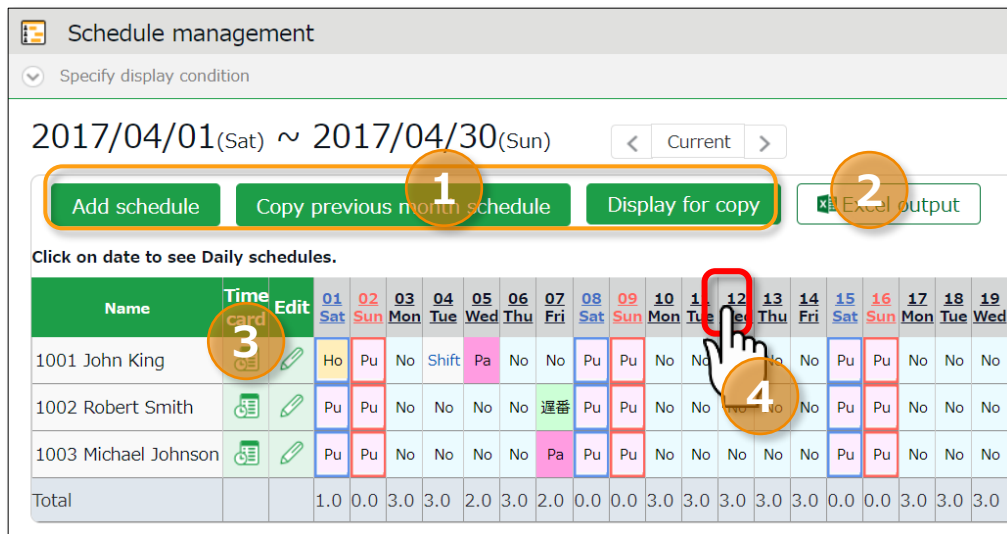 Schedule management
Specify display condition
2017/04/01(Sat) ~ 2017/04/30(Sun)
< Current >
Add schedule Copy previous month schedule Display for copy Excel output
1 2
Click on date to see Daily schedules.
Name Time card Edit 01 Sat 02 Sun 03 Mon 04 Tue 05 Wed 06 Thu 07 Fri 08 Sat 09 Sun 10 Mon 11 Tue 12 Wed 13 Thu 14 Fri 15 Sat 16 Sun 17 Mon 18 Tue 19 Wed
3
1001 John King Ho Pu No Shift Pa No No Pu Pu No No No No Pu Pu No No No
4
1002 Robert Smith Pu Pu No No No No 遅番 Pu Pu No No No No No Pu Pu No No No
1003 Michael Johnson Pu Pu No No No No Pa Pu Pu No No No No No Pu Pu No No No
Total 1.0 0.0 3.0 3.0 2.0 3.0 2.0 0.0 0.0 3.0 3.0 3.0 3.0 3.0 0.0 0.0 3.0 3.0 3.0